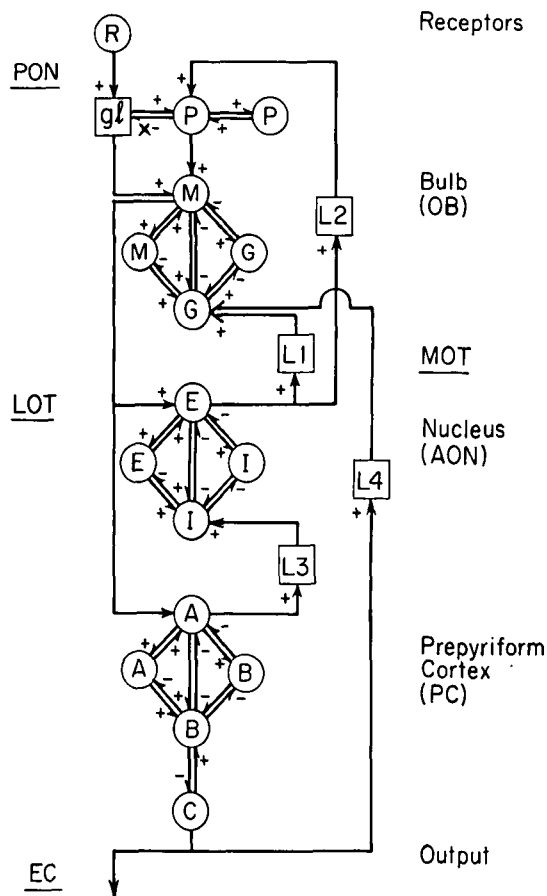 R
Receptors
PON
gℓ
P
P
M
Bulb
(OB)
L2
M
G
G
L1
MOT
LOT
E
Nucleus
(AON)
E
I
L4
I
L3
A
Prepyriform
Cortex
(PC)
A
B
B
C
Output
EC